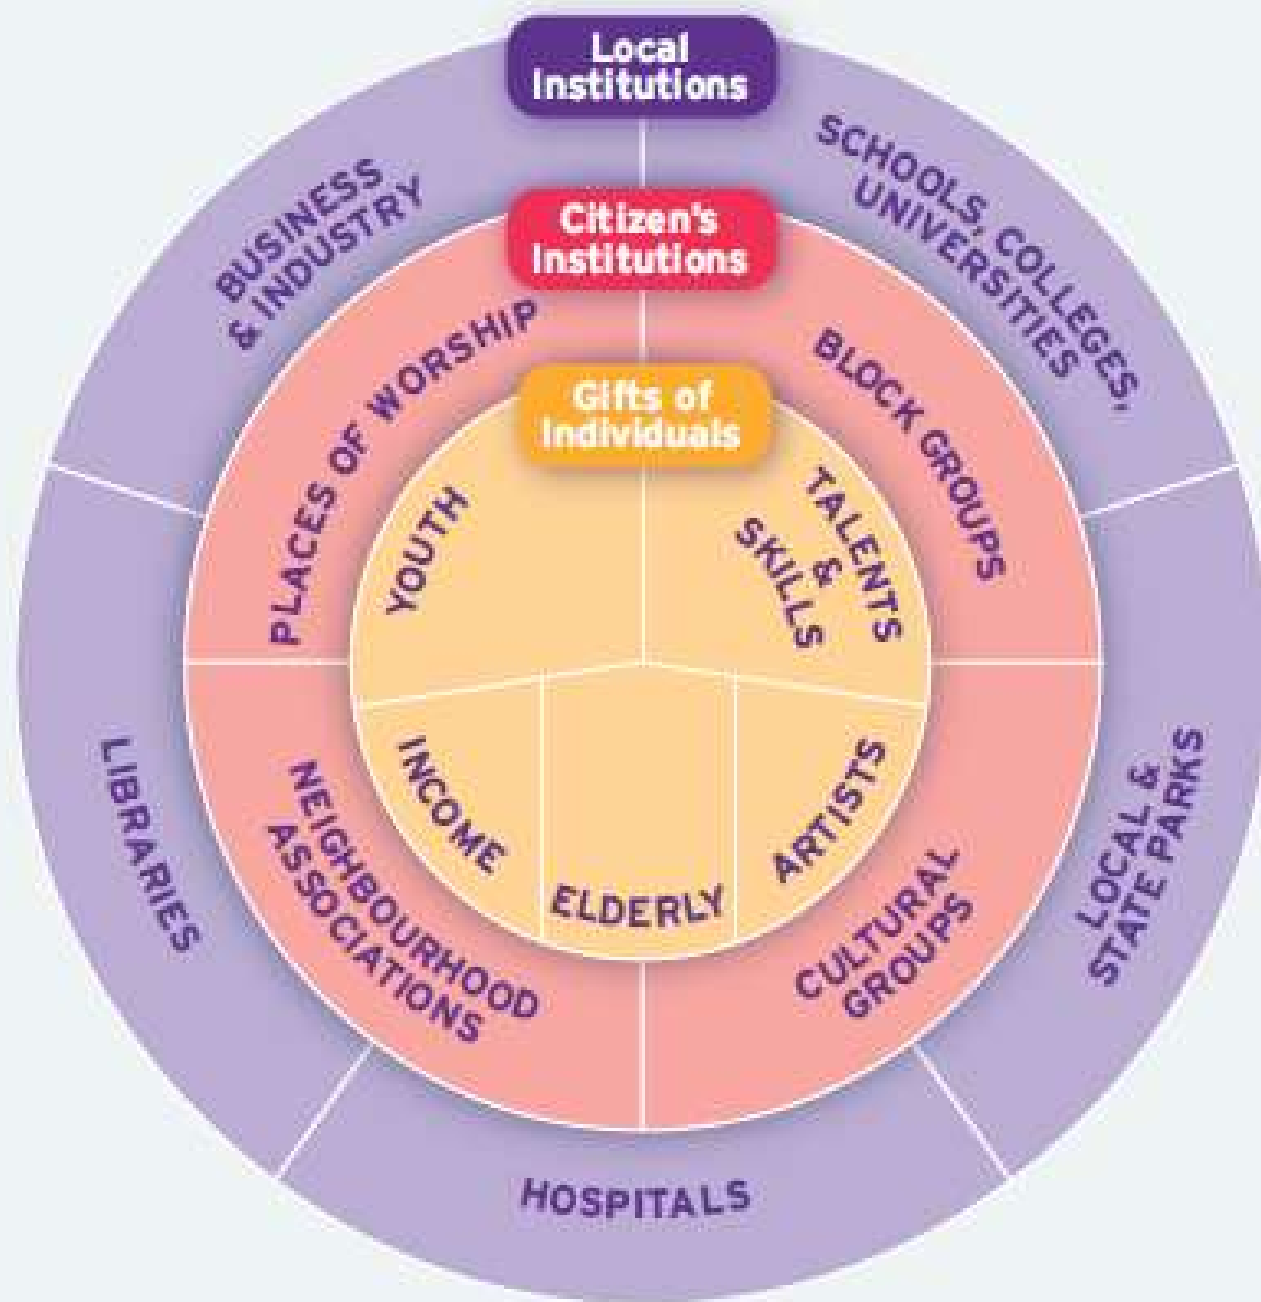 Local
Institutions
BUSINESS
& INDUSTRY
SCHOOLS, COLLEGES,
UNIVERSITIES
LIBRARIES
LOCAL &
STATE PARKS
HOSPITALS
Citizen's
Institutions
PLACES OF WORSHIP
BLOCK GROUPS
NEIGHBOURHOOD
ASSOCIATIONS
CULTURAL
GROUPS
Gifts of
Individuals
YOUTH
TALENTS
&
SKILLS
INCOME
ELDERLY
ARTISTS